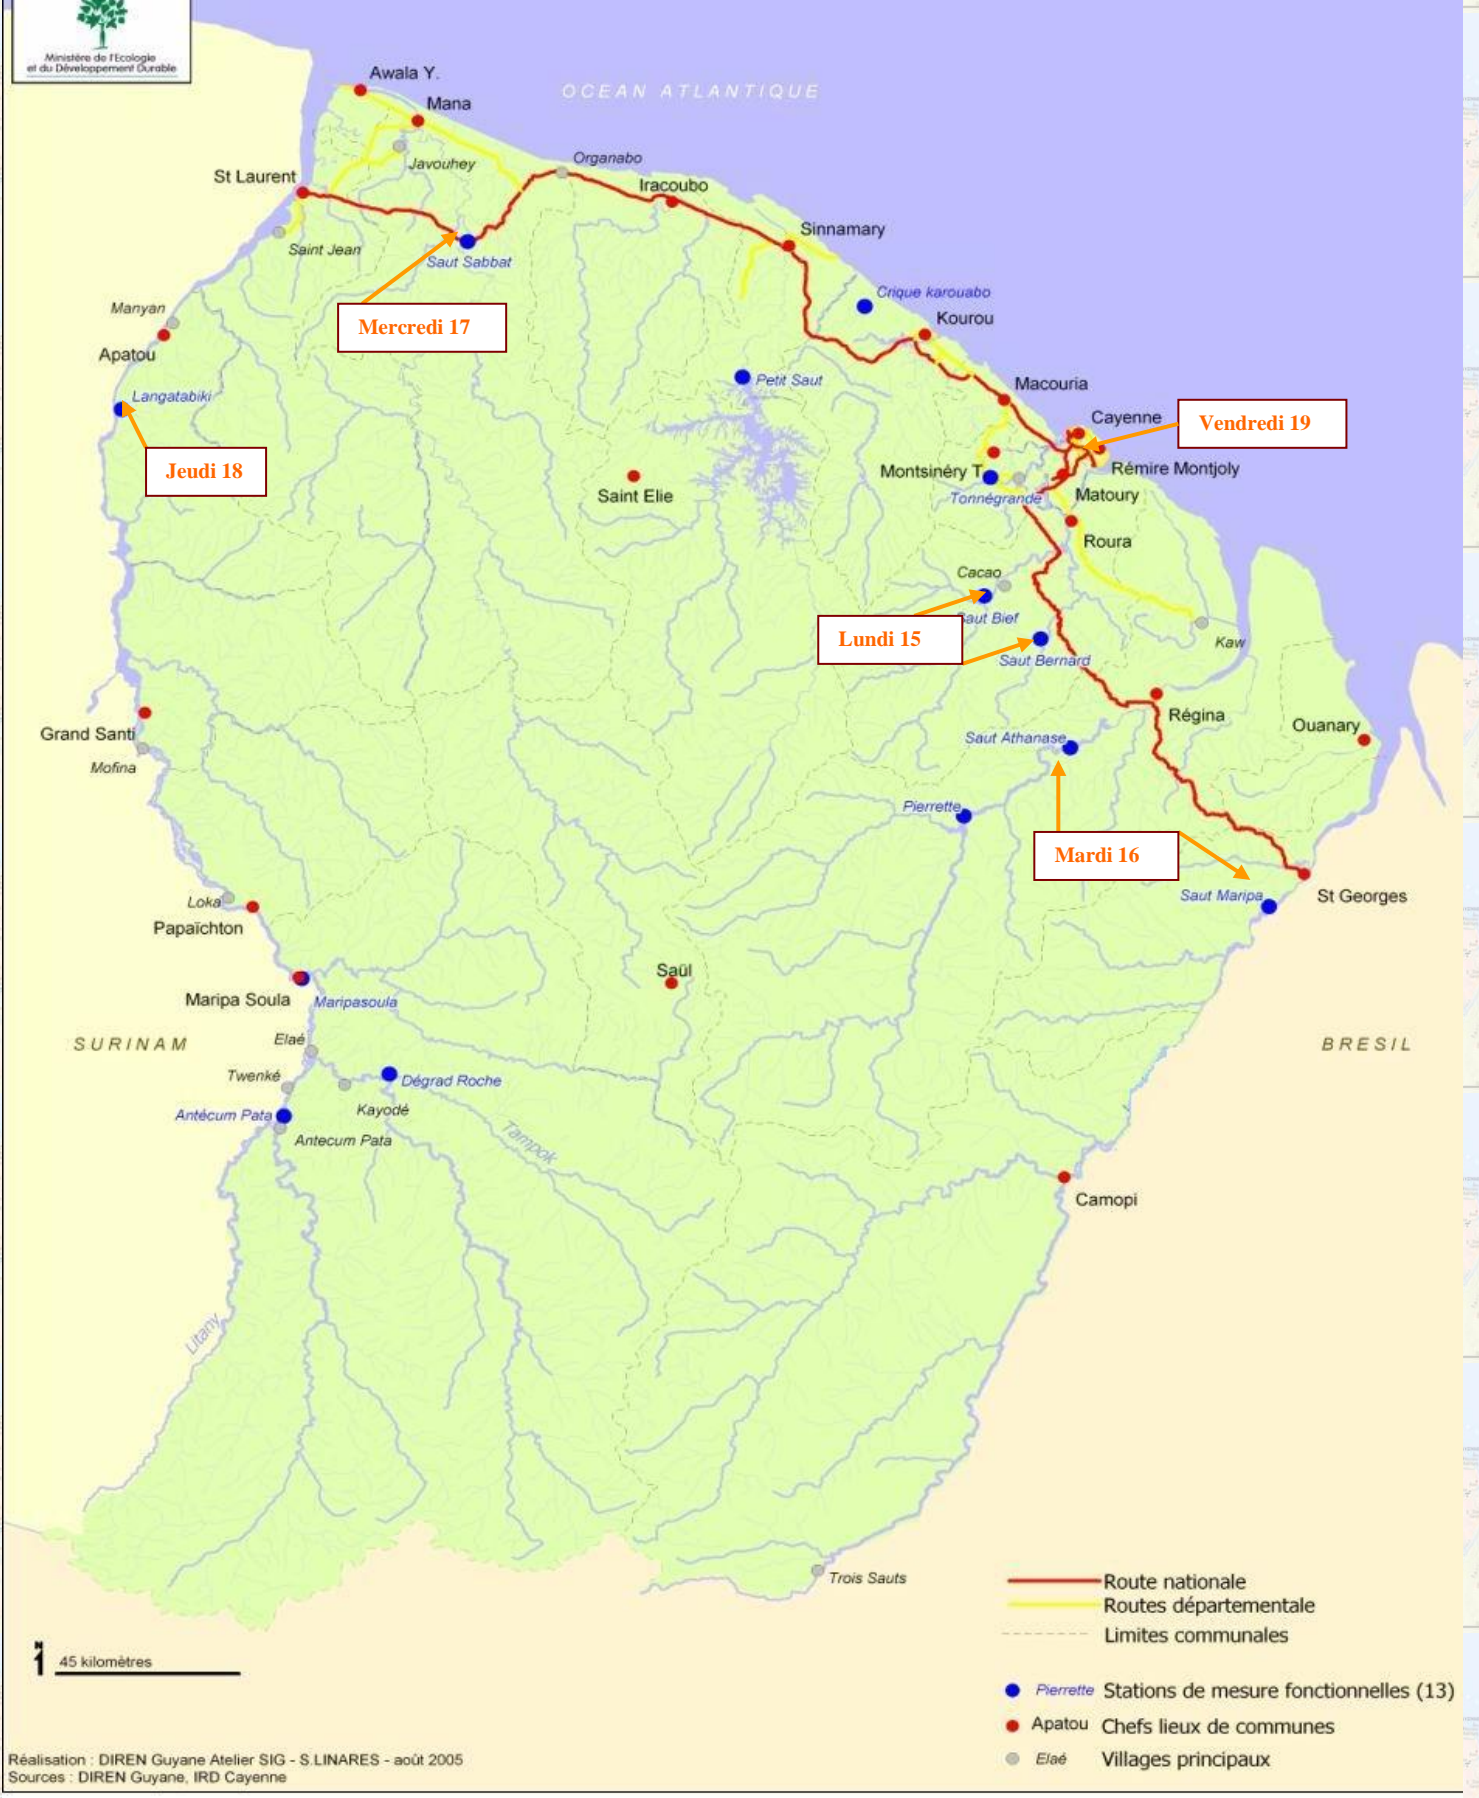 Ministère de l'Ecologie
et du Développement Durable
Awala Y.
OCEAN ATLANTIQUE
Mana
Javouhey
Organabo
St Laurent
Iracoubo
Saint Jean
Saut Sabbat
Sinnamary
Mercredi 17
Manyan
Crique karouabo
Kourou
Apatou
Langatabiki
Petit Saut
Macouria
Cayenne
Vendredi 19
Jeudi 18
Montsinéry T.
Rémire Montjoly
Saint Elie
Tonnégrande
Matoury
Roura
Cacao
Saut Bief
Lundi 15
Kaw
Saut Bernard
Régina
Grand Santi
Ouanary
Saut Athanase
Mofina
Pierrette
Mardi 16
Loka
Saut Maripa
St Georges
Papaïchton
Saül
Maripa Soula
Maripasoula
SURINAM
Elaé
BRESIL
Twenké
Dégrad Roche
Antécum Pata
Kayodé
Antecum Pata
Tampok
Camopi
Litany
Trois Sauts
Route nationale
Routes départementale
Limites communales
N
45 kilomètres
Pierrette Stations de mesure fonctionnelles (13)
Apatou Chefs lieux de communes
Elaé Villages principaux
Réalisation : DIREN Guyane Atelier SIG - S.LINARES - août 2005
Sources : DIREN Guyane, IRD Cayenne